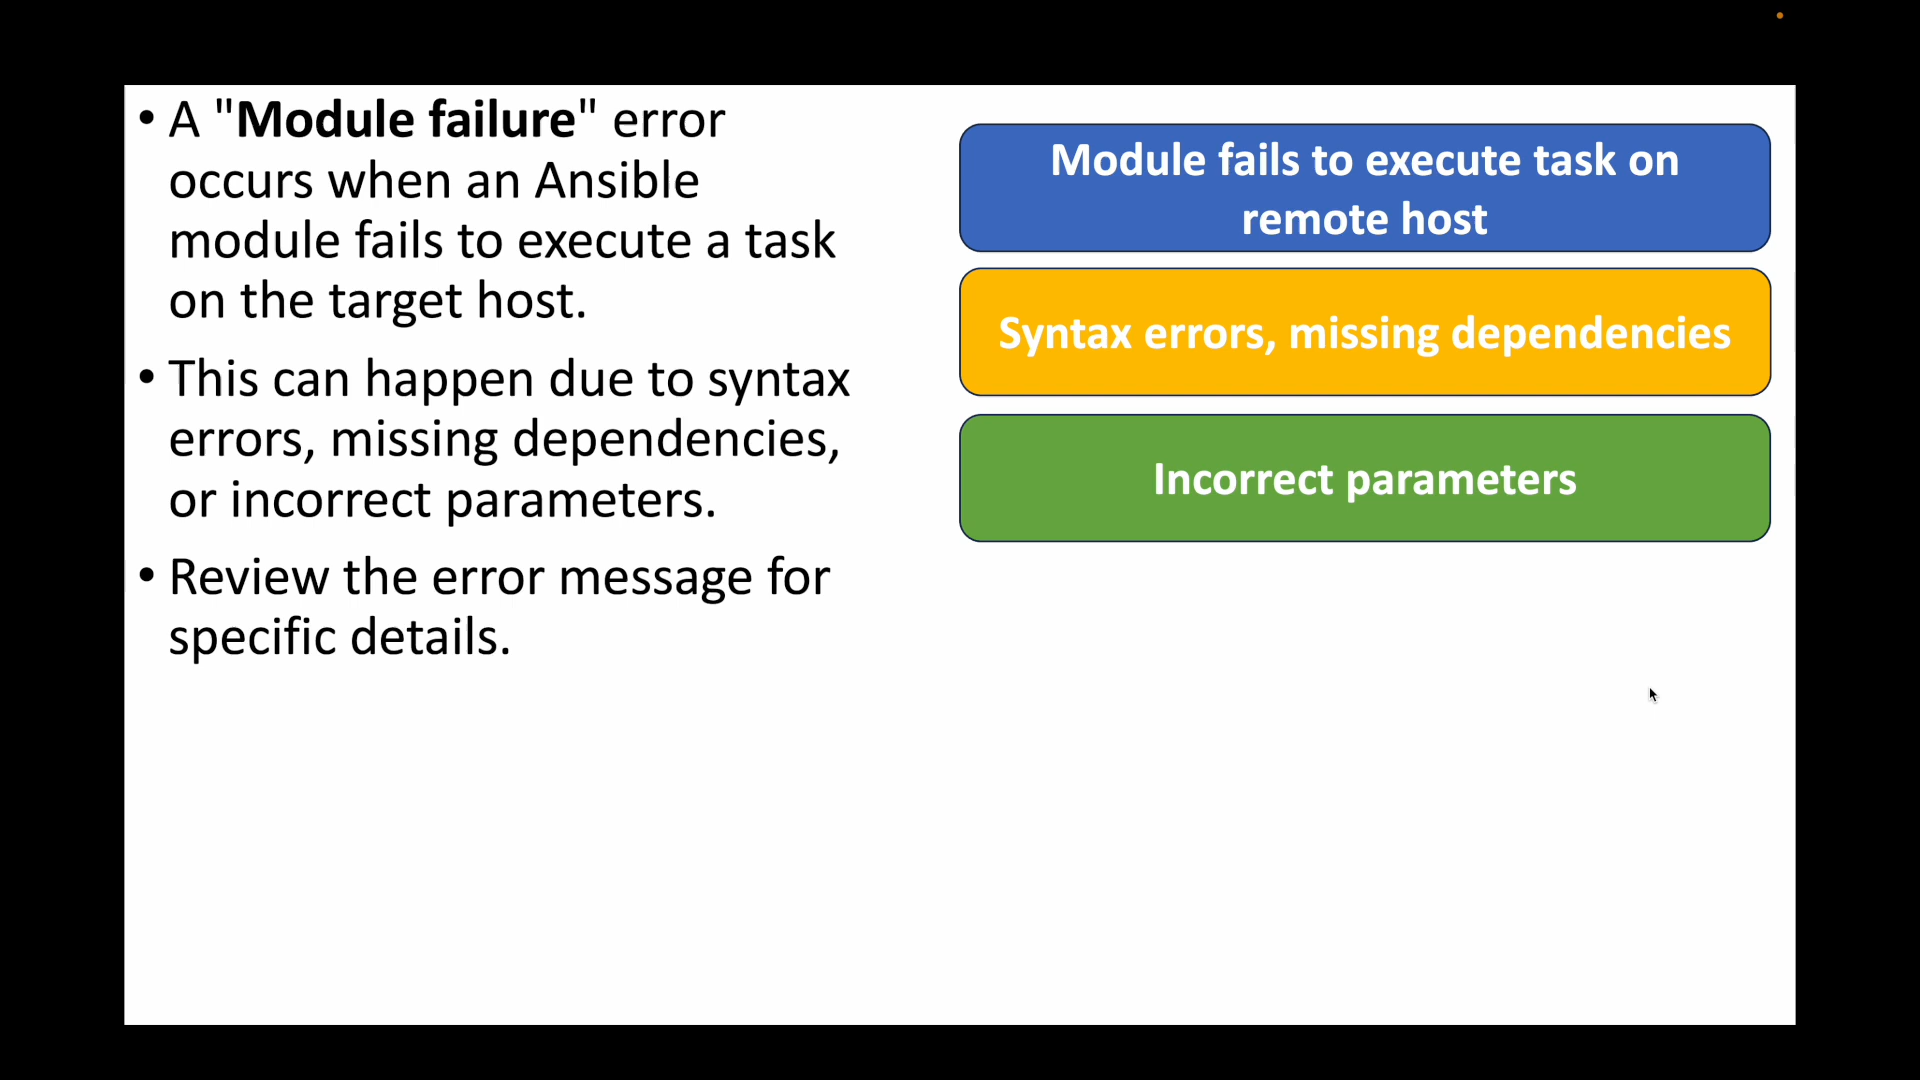 • A "Module failure" error
occurs when an Ansible
module fails to execute a task
on the target host.
• This can happen due to syntax
errors, missing dependencies,
or incorrect parameters.
• Review the error message for
specific details.
Module fails to execute task on
remote host
Syntax errors, missing dependencies
Incorrect parameters